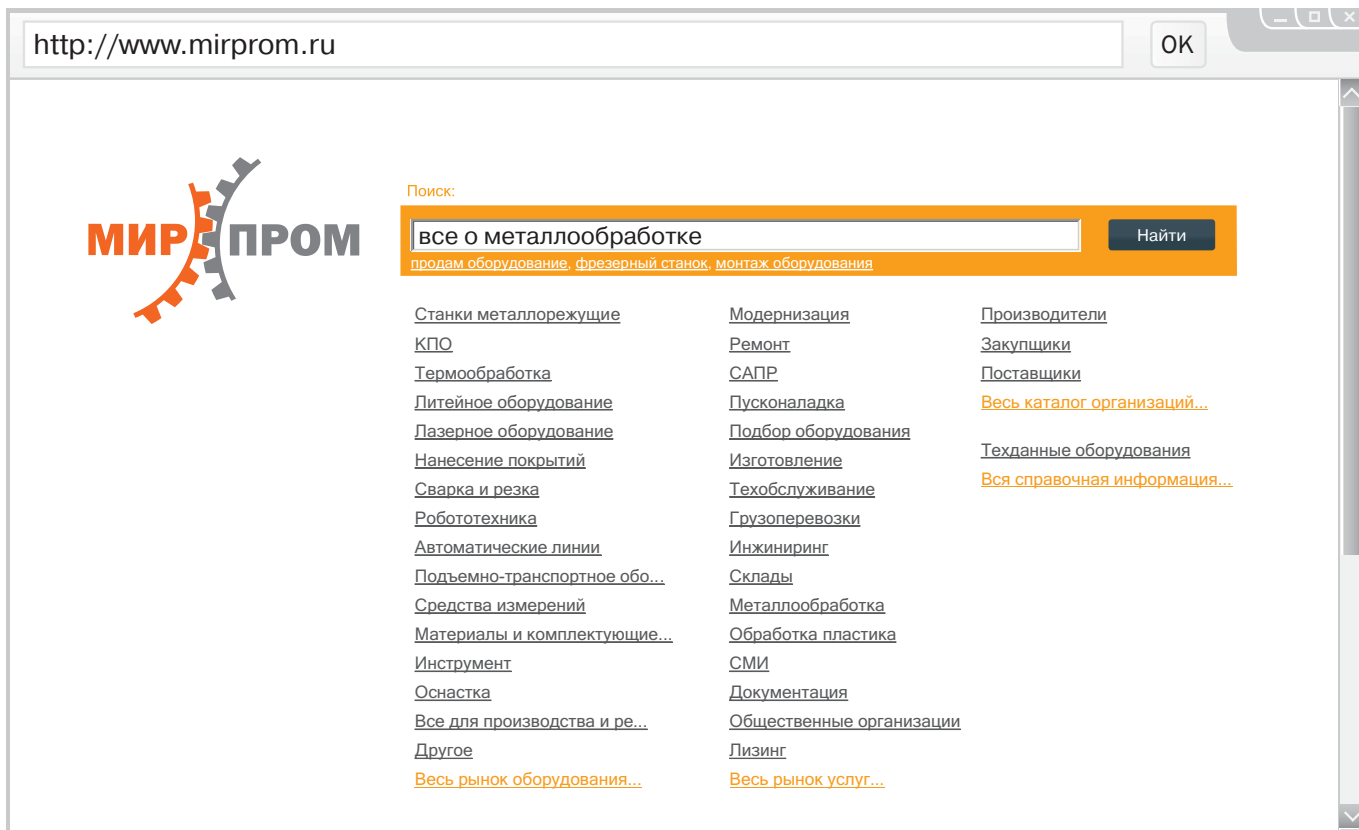 http://www.mirprom.ru
OK
МИР ПРОМ
Поиск:
все о металлообработке
Найти
продам оборудование, фрезерный станок, монтаж оборудования
Станки металлорежущие
КПО
Термообработка
Литейное оборудование
Лазерное оборудование
Нанесение покрытий
Сварка и резка
Робототехника
Автоматические линии
Подъемно-транспортное обо...
Средства измерений
Материалы и комплектующие...
Инструмент
Оснастка
Все для производства и ре...
Другое
Весь рынок оборудования...
Модернизация
Ремонт
САПР
Пусконаладка
Подбор оборудования
Изготовление
Техобслуживание
Грузоперевозки
Инжиниринг
Склады
Металлообработка
Обработка пластика
СМИ
Документация
Общественные организации
Лизинг
Весь рынок услуг...
Производители
Закупщики
Поставщики
Весь каталог организаций...
Техданные оборудования
Вся справочная информация...